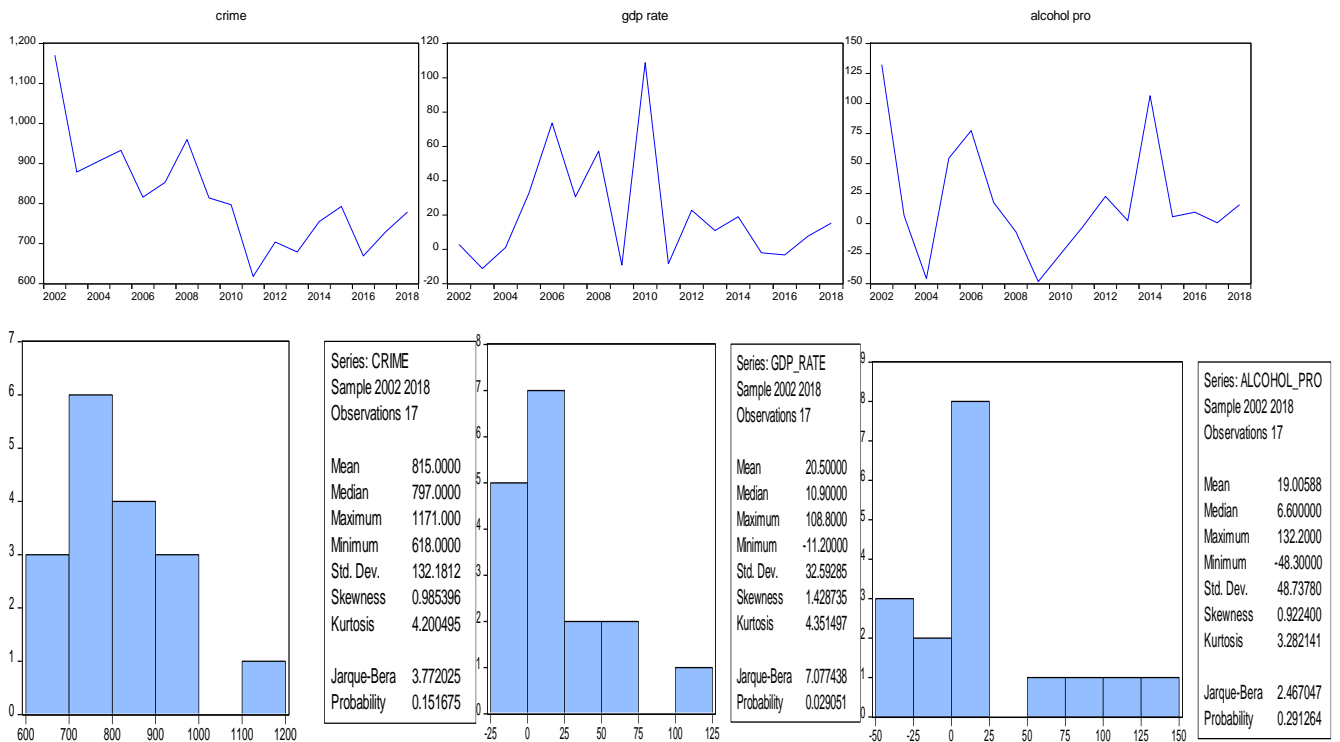 crime
1,200
1,100
1,000
900
800
700
600
2002 2004 2006 2008 2010 2012 2014 2016 2018
gdp rate
120
100
80
60
40
20
0
-20
2002 2004 2006 2008 2010 2012 2014 2016 2018
alcohol pro
150
125
100
75
50
25
0
-25
-50
2002 2004 2006 2008 2010 2012 2014 2016 2018
7
6
5
4
3
2
1
0
600 700 800 900 1000 1100 1200
Series: CRIME
Sample 2002 2018
Observations 17
Mean 815.0000
Median 797.0000
Maximum 1171.000
Minimum 618.0000
Std. Dev. 132.1812
Skewness 0.985396
Kurtosis 4.200495
Jarque-Bera 3.772025
Probability 0.151675
8
7
6
5
4
3
2
1
0
-25 0 25 50 75 100 125
Series: GDP_RATE
Sample 2002 2018
Observations 17
Mean 20.50000
Median 10.90000
Maximum 108.8000
Minimum -11.20000
Std. Dev. 32.59285
Skewness 1.428735
Kurtosis 4.351497
Jarque-Bera 7.077438
Probability 0.029051
9
8
7
6
5
4
3
2
1
0
-50 -25 0 25 50 75 100 125 150
Series: ALCOHOL_PRO
Sample 2002 2018
Observations 17
Mean 19.00588
Median 6.600000
Maximum 132.2000
Minimum -48.30000
Std. Dev. 48.73780
Skewness 0.922400
Kurtosis 3.282141
Jarque-Bera 2.467047
Probability 0.291264